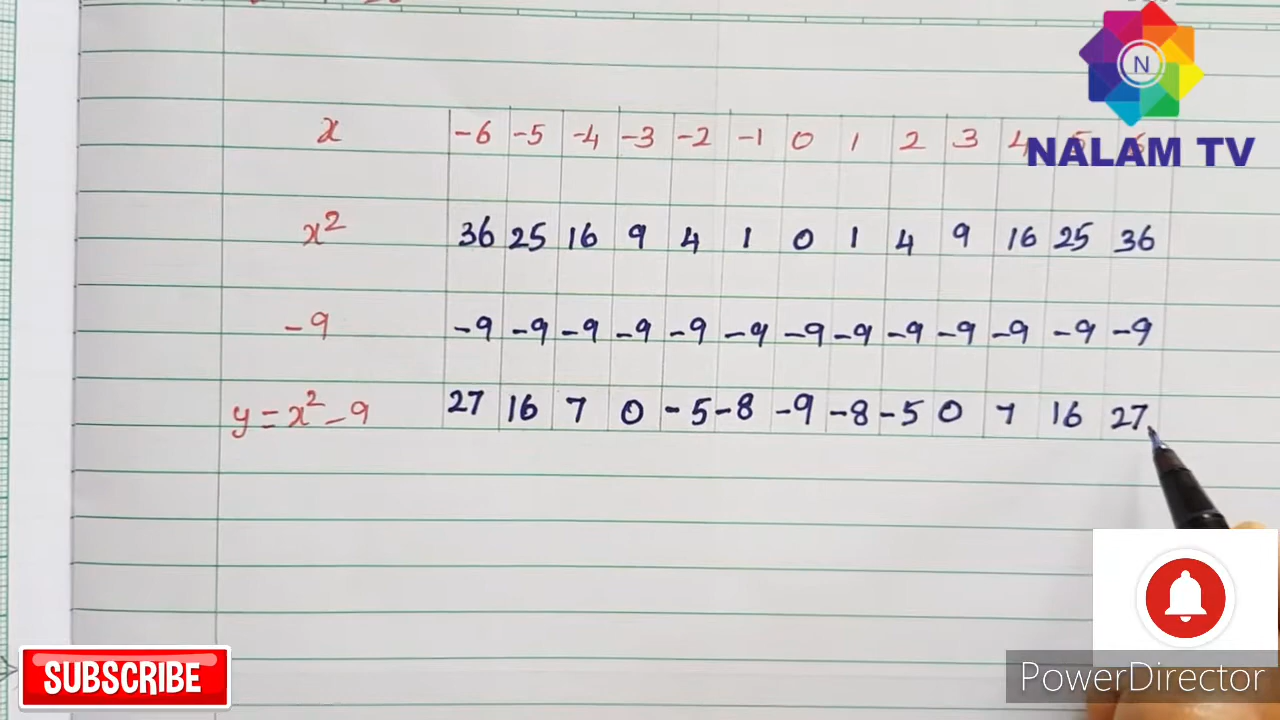 N
NALAM TV
x -6 -5 -4 -3 -2 -1 0 1 2 3 4 5 6
x² 36 25 16 9 4 1 0 1 4 9 16 25 36
-9 -9 -9 -9 -9 -9 -9 -9 -9 -9 -9 -9 -9 -9
y = x² - 9 27 16 7 0 -5 -8 -9 -8 -5 0 7 16 27
SUBSCRIBE
PowerDirector